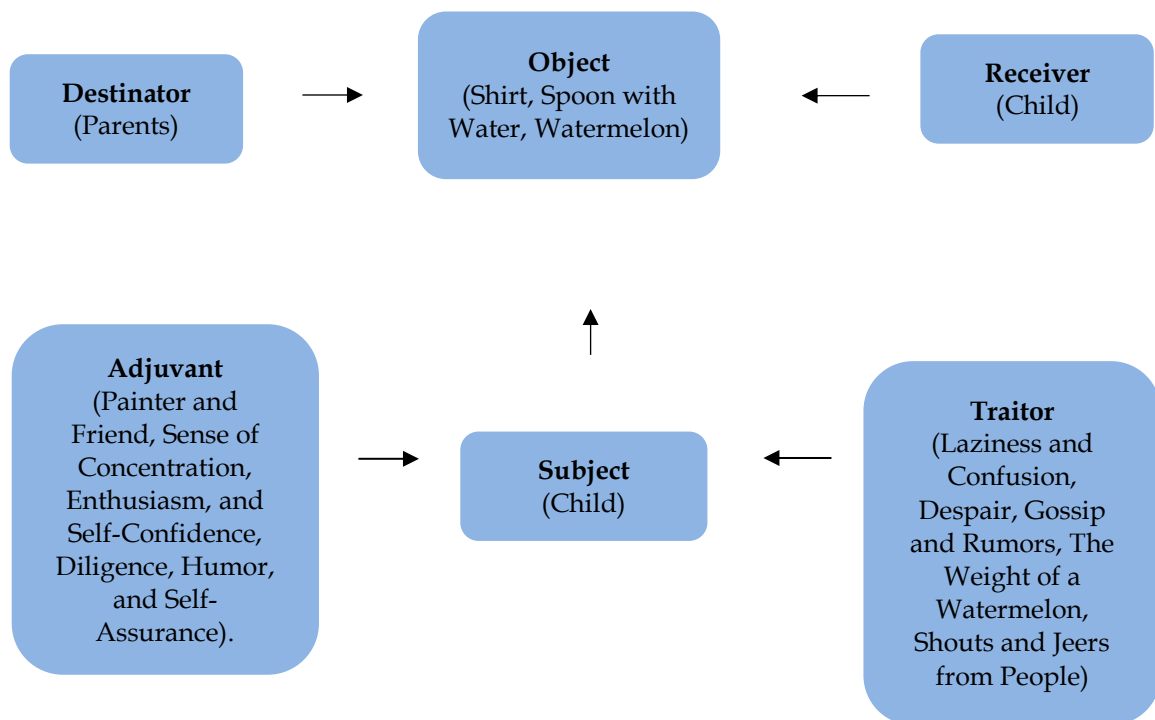 Destinator
(Parents)
Object
(Shirt, Spoon with
Water, Watermelon)
Receiver
(Child)
Adjuvant
(Painter and
Friend, Sense of
Concentration,
Enthusiasm, and
Self-Confidence,
Diligence, Humor,
and Self-
Assurance).
Subject
(Child)
Traitor
(Laziness and
Confusion,
Despair, Gossip
and Rumors, The
Weight of a
Watermelon,
Shouts and Jeers
from People)